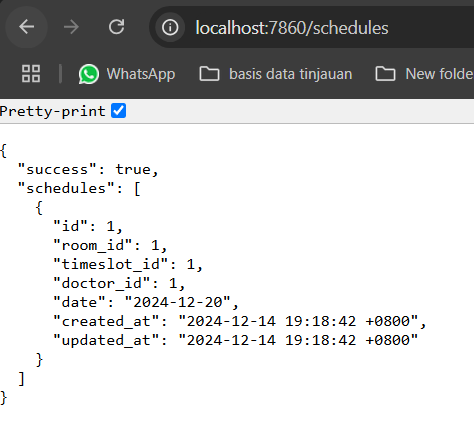 localhost:7860/schedules
WhatsApp basis data tinjauan New folde
Pretty-print
{
  "success": true,
  "schedules": [
    {
      "id": 1,
      "room_id": 1,
      "timeslot_id": 1,
      "doctor_id": 1,
      "date": "2024-12-20",
      "created_at": "2024-12-14 19:18:42 +0800",
      "updated_at": "2024-12-14 19:18:42 +0800"
    }
  ]
}